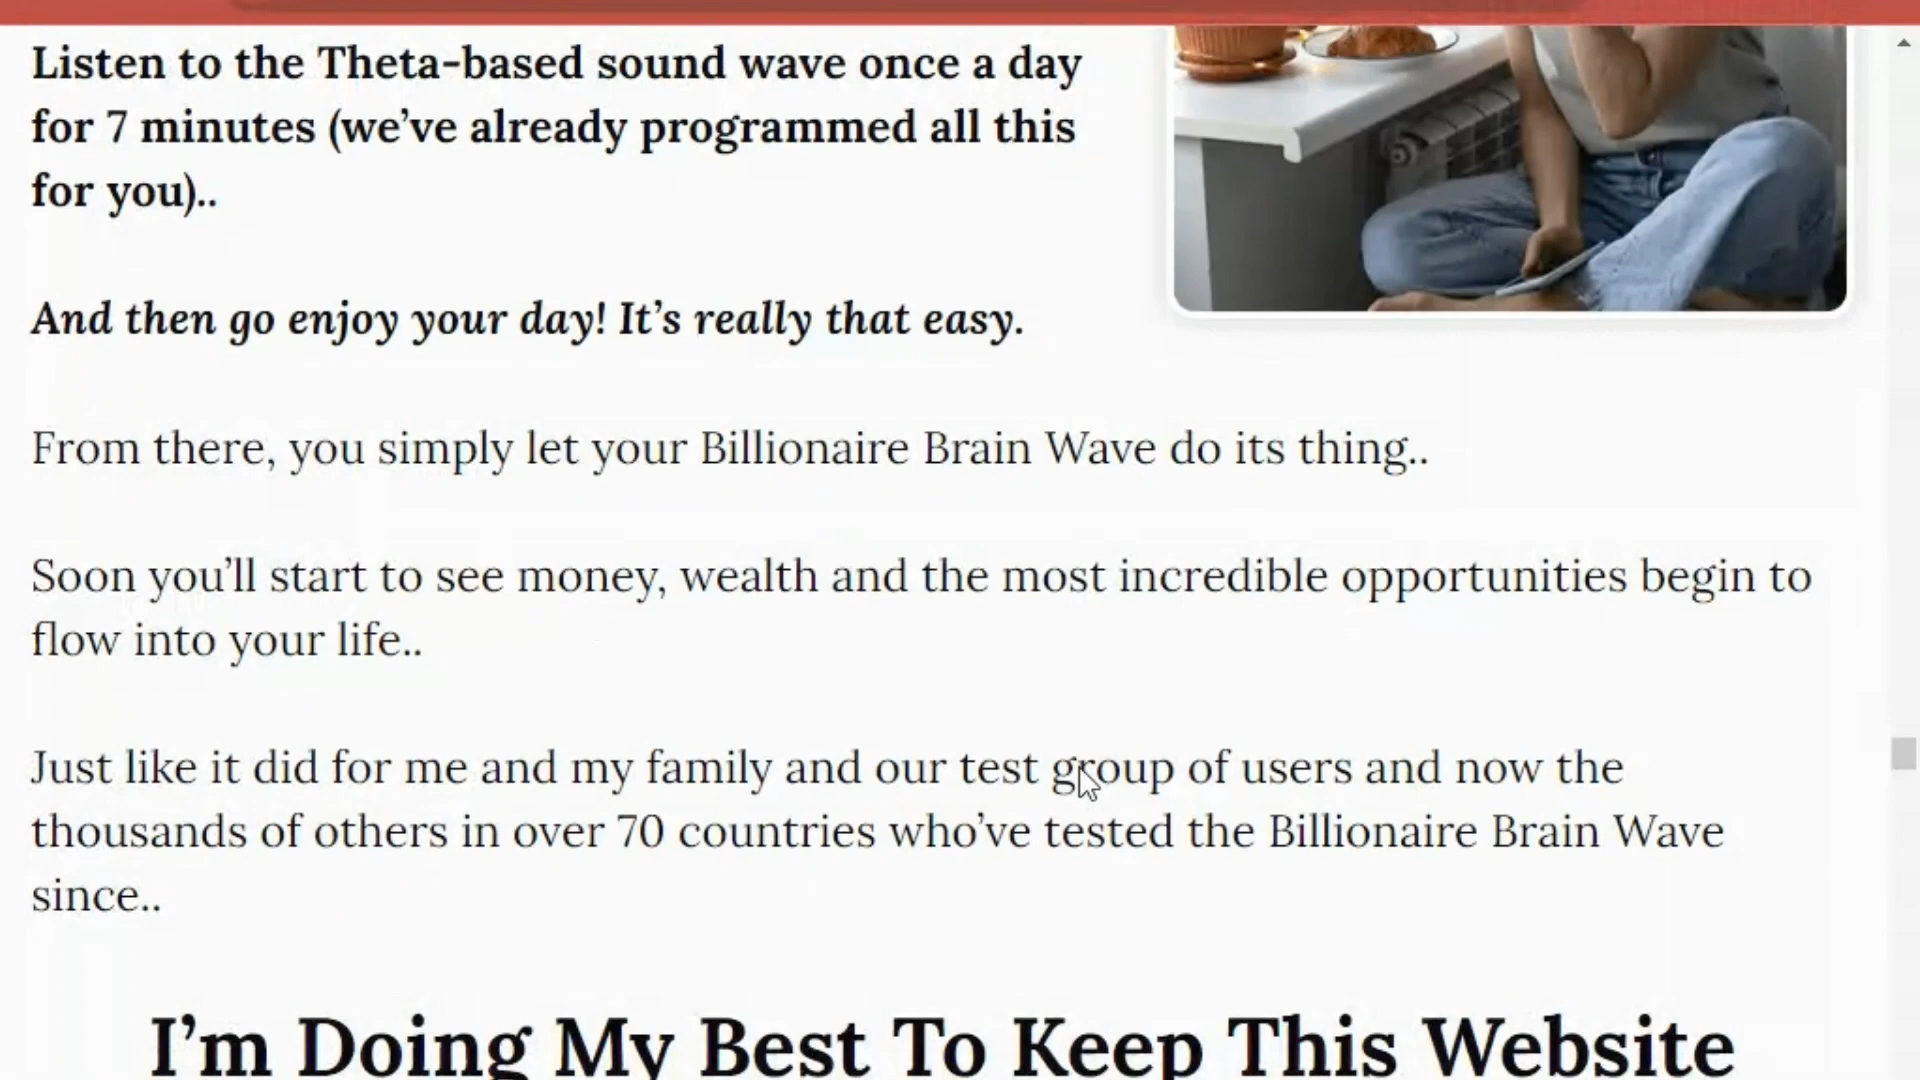 Listen to the Theta-based sound wave once a day
for 7 minutes (we’ve already programmed all this
for you)..
And then go enjoy your day! It’s really that easy.
From there, you simply let your Billionaire Brain Wave do its thing..
Soon you’ll start to see money, wealth and the most incredible opportunities begin to
flow into your life..
Just like it did for me and my family and our test group of users and now the
thousands of others in over 70 countries who’ve tested the Billionaire Brain Wave
since..
I’m Doing My Best To Keep This Website